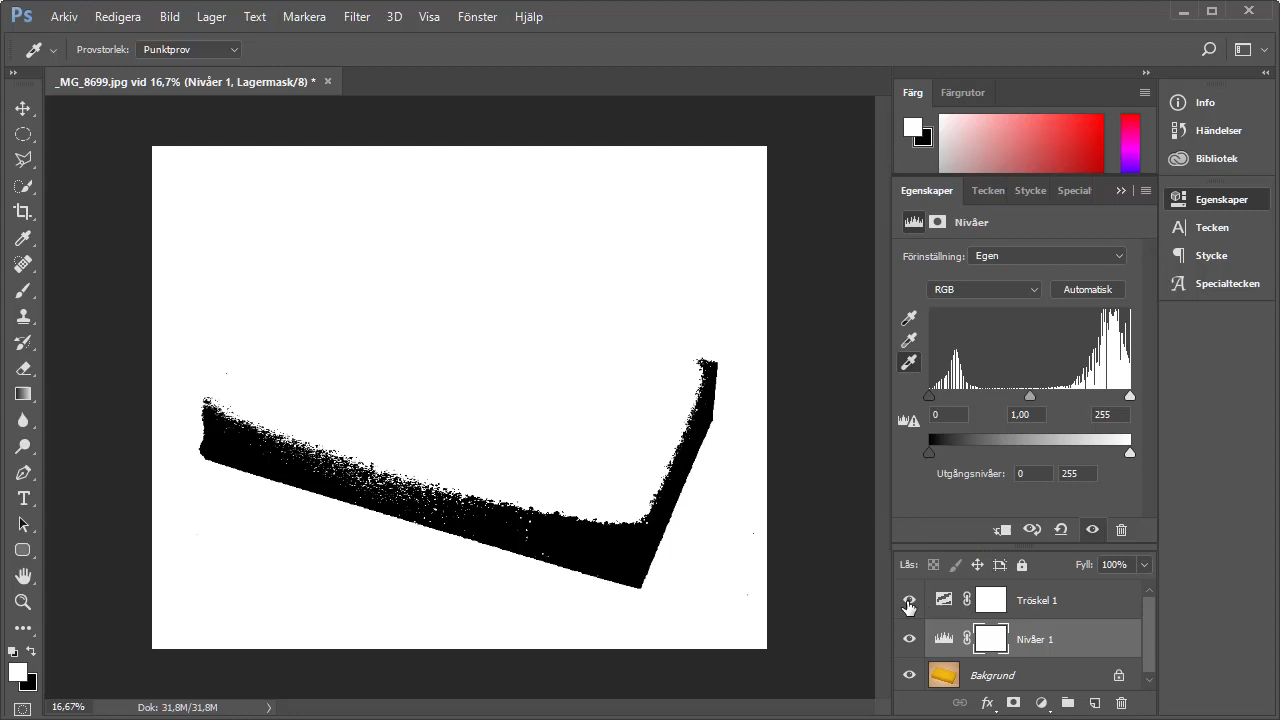 Ps Arkiv Redigera Bild Lager Text Markera Filter 3D Visa Fönster Hjälp
Provstorlek: Punktprov
_MG_8699.jpg vid 16,7% (Nivåer 1, Lagermask/8) * ×
Färg Färgrutor
Info
Händelser
Bibliotek
Egenskaper Tecken Stycke Special
Egenskaper
Nivåer
Tecken
Förinställning: Egen
Stycke
RGB Automatisk
Specialtecken
0 1,00 255
Utgångsnivåer: 0 255
Lås: Fyll: 100%
Tröskel 1
Nivåer 1
Bakgrund
fx
16,67% Dok: 31,8M/31,8M